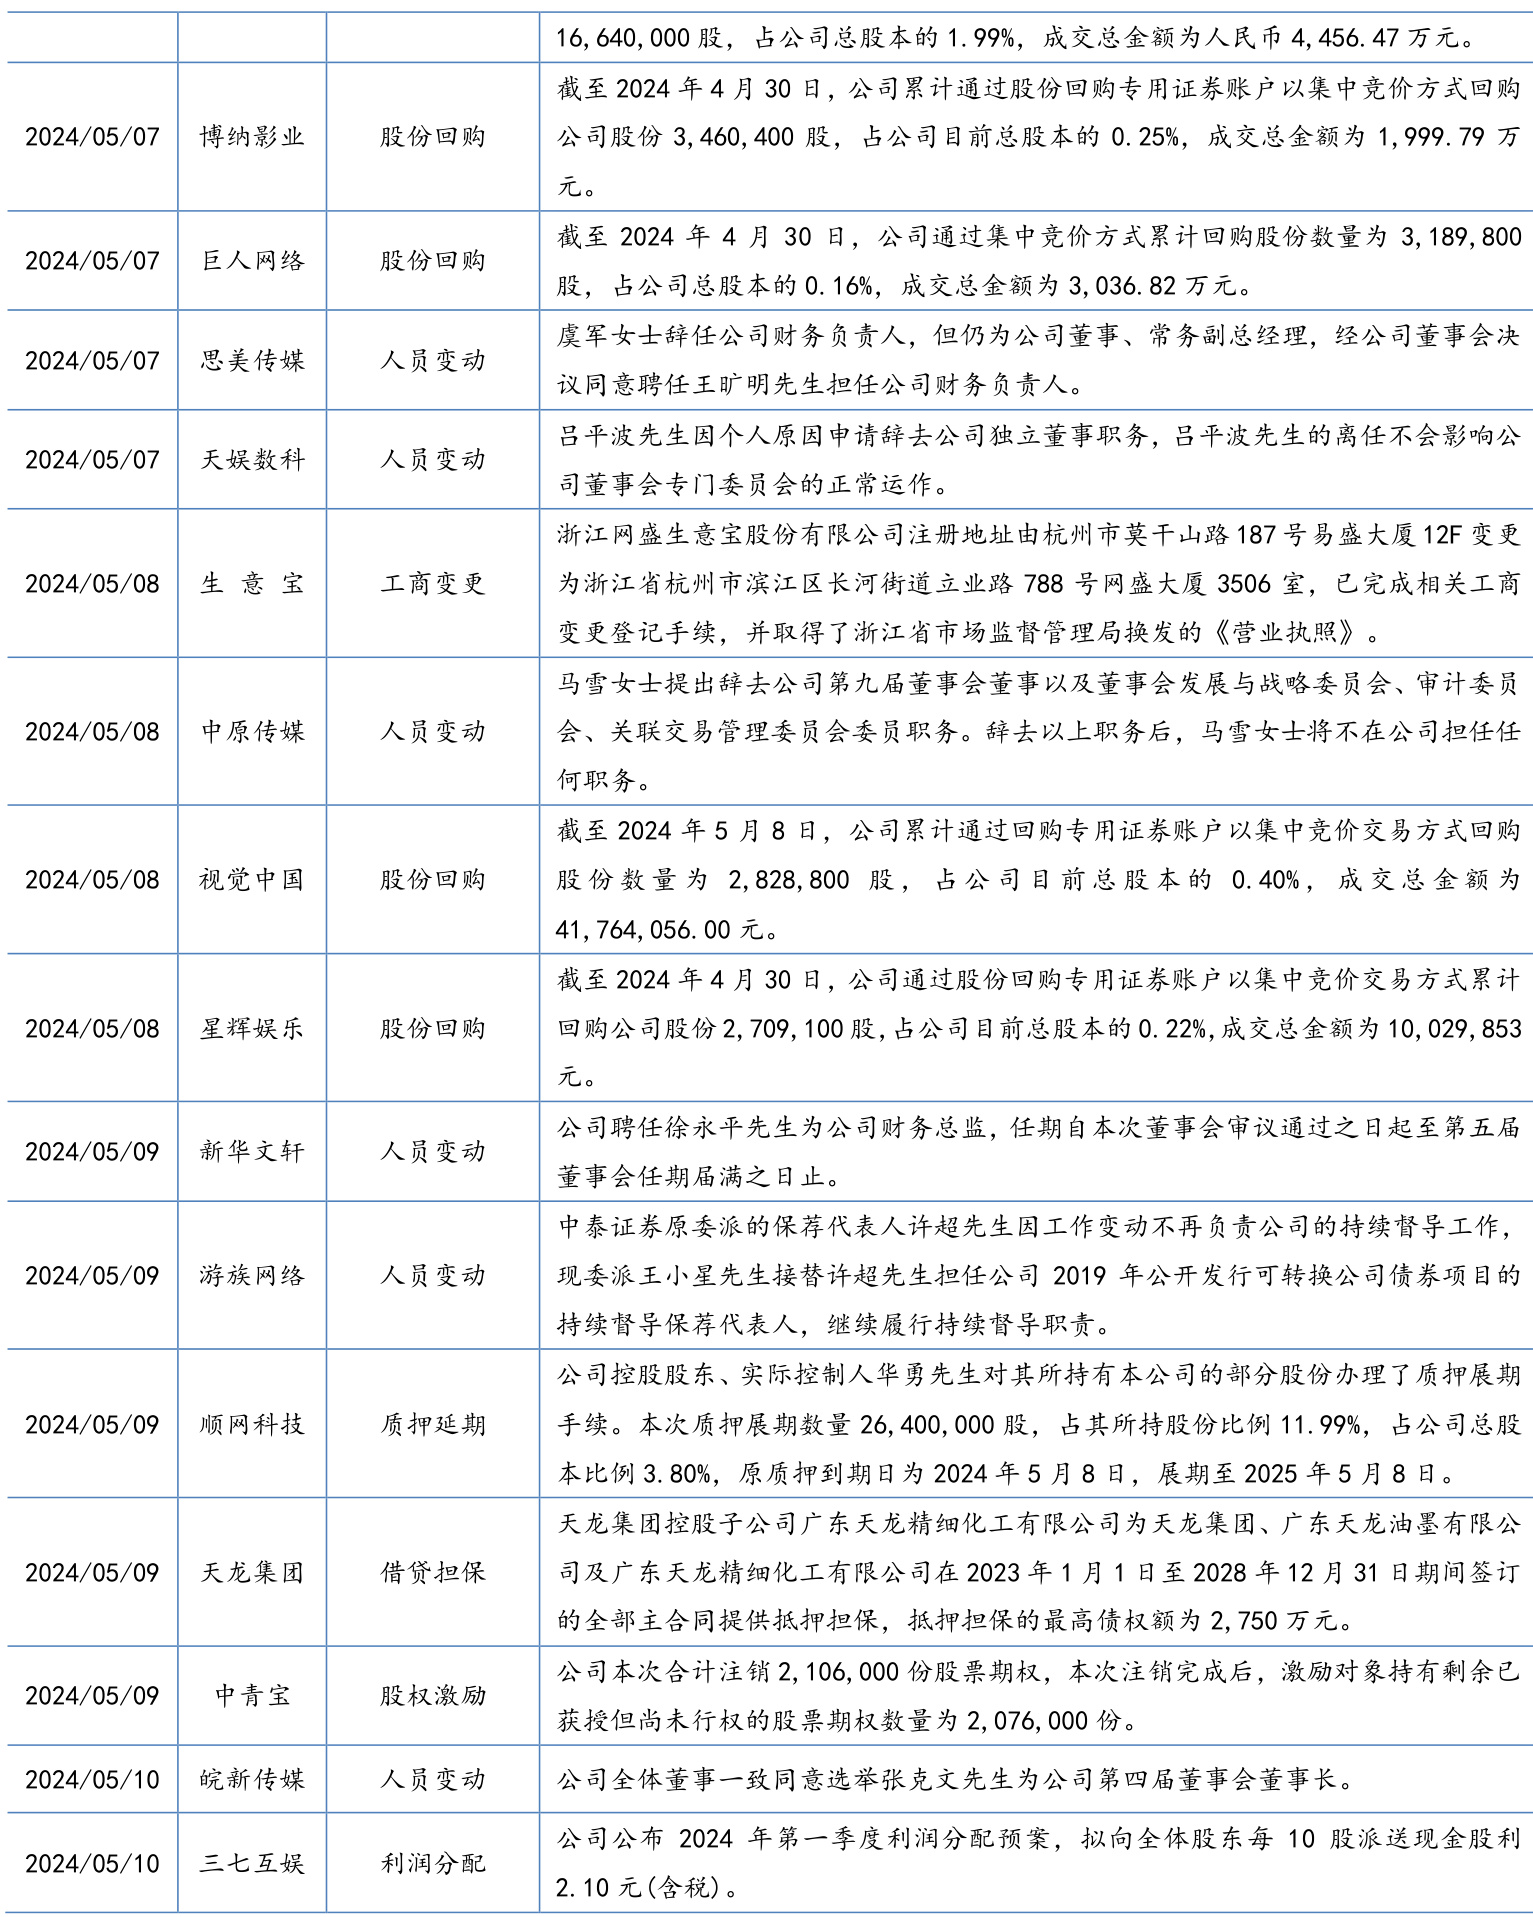 16,640,000 股，占公司总股本的 1.99%，成交总金额为人民币 4,456.47 万元。
截至 2024 年 4 月 30 日，公司累计通过股份回购专用证券账户以集中竞价方式回购
2024/05/07 博纳影业 股份回购 公司股份 3,460,400 股，占公司目前总股本的 0.25%，成交总金额为 1,999.79 万
元。
截至 2024 年 4 月 30 日，公司通过集中竞价方式累计回购股份数量为 3,189,800
2024/05/07 巨人网络 股份回购
股，占公司总股本的 0.16%，成交总金额为 3,036.82 万元。
虞军女士辞任公司财务负责人，但仍为公司董事、常务副总经理，经公司董事会决
2024/05/07 思美传媒 人员变动
议同意聘任王旷明先生担任公司财务负责人。
吕平波先生因个人原因申请辞去公司独立董事职务，吕平波先生的离任不会影响公
2024/05/07 天娱数科 人员变动
司董事会专门委员会的正常运作。
浙江网盛生意宝股份有限公司注册地址由杭州市莫干山路 187 号易盛大厦 12F 变更
2024/05/08 生 意 宝 工商变更 为浙江省杭州市滨江区长河街道立业路 788 号网盛大厦 3506 室，已完成相关工商
变更登记手续，并取得了浙江省市场监督管理局换发的《营业执照》。
马雪女士提出辞去公司第九届董事会董事以及董事会发展与战略委员会、审计委员
2024/05/08 中原传媒 人员变动 会、关联交易管理委员会委员职务。辞去以上职务后，马雪女士将不在公司担任任
何职务。
截至 2024 年 5 月 8 日，公司累计通过回购专用证券账户以集中竞价交易方式回购
2024/05/08 视觉中国 股份回购 股份数量为 2,828,800 股，占公司目前总股本的 0.40%，成交总金额为
41,764,056.00 元。
截至 2024 年 4 月 30 日，公司通过股份回购专用证券账户以集中竞价交易方式累计
2024/05/08 星辉娱乐 股份回购 回购公司股份 2,709,100 股,占公司目前总股本的 0.22%,成交总金额为 10,029,853
元。
公司聘任徐永平先生为公司财务总监，任期自本次董事会审议通过之日起至第五届
2024/05/09 新华文轩 人员变动
董事会任期届满之日止。
中泰证券原委派的保荐代表人许超先生因工作变动不再负责公司的持续督导工作，
2024/05/09 游族网络 人员变动 现委派王小星先生接替许超先生担任公司 2019 年公开发行可转换公司债券项目的
持续督导保荐代表人，继续履行持续督导职责。
公司控股股东、实际控制人华勇先生对其所持有本公司的部分股份办理了质押展期
2024/05/09 顺网科技 质押延期 手续。本次质押展期数量 26,400,000 股，占其所持股份比例 11.99%，占公司总股
本比例 3.80%，原质押到期日为 2024 年 5 月 8 日，展期至 2025 年 5 月 8 日。
天龙集团控股子公司广东天龙精细化工有限公司为天龙集团、广东天龙油墨有限公
2024/05/09 天龙集团 借贷担保 司及广东天龙精细化工有限公司在 2023 年 1 月 1 日至 2028 年 12 月 31 日期间签订
的全部主合同提供抵押担保，抵押担保的最高债权额为 2,750 万元。
公司本次合计注销 2,106,000 份股票期权，本次注销完成后，激励对象持有剩余已
2024/05/09 中青宝 股权激励
获授但尚未行权的股票期权数量为 2,076,000 份。
2024/05/10 皖新传媒 人员变动 公司全体董事一致同意选举张克文先生为公司第四届董事会董事长。
公司公布 2024 年第一季度利润分配预案，拟向全体股东每 10 股派送现金股利
2024/05/10 三七互娱 利润分配
2.10 元(含税)。